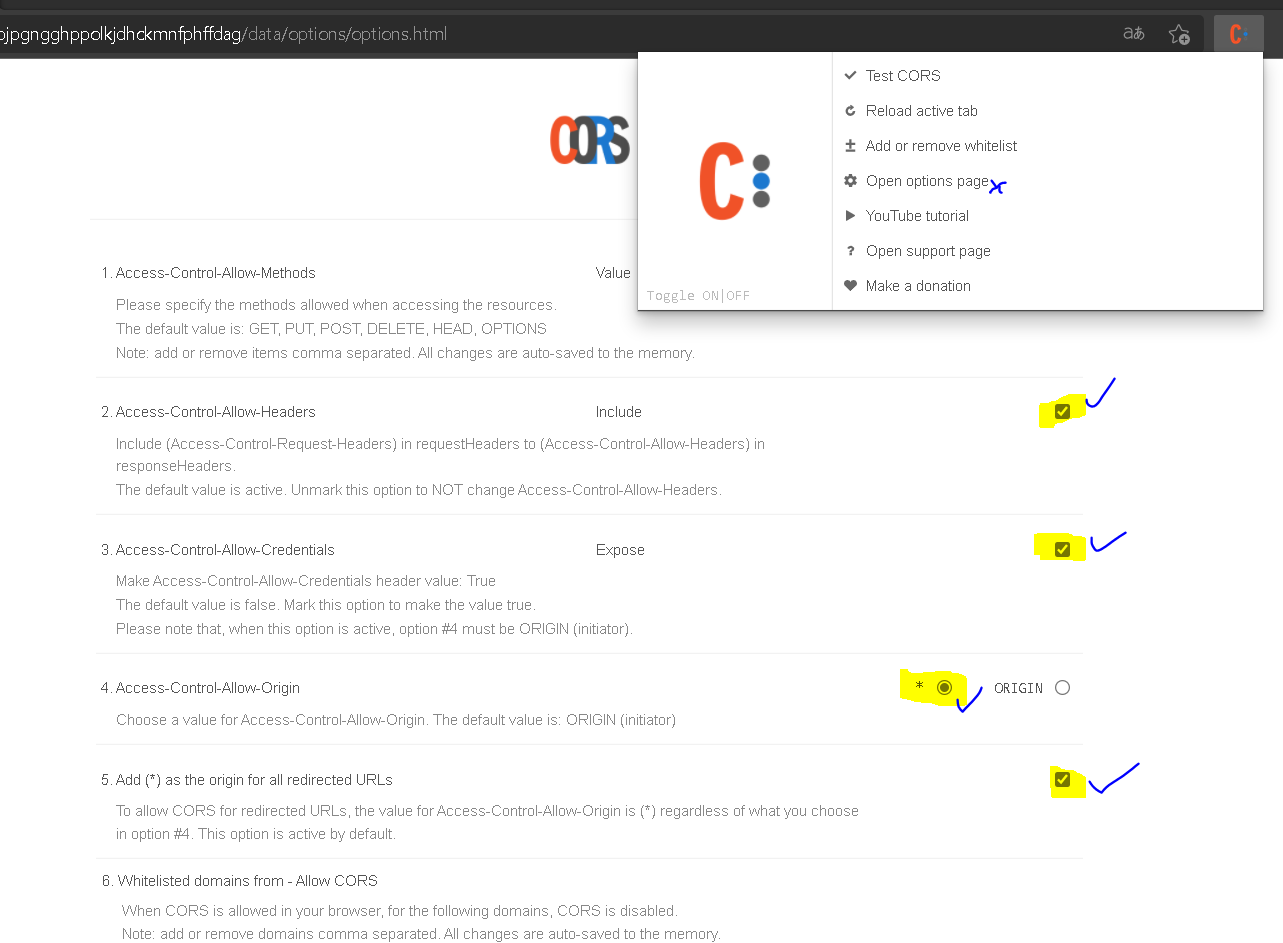 ojpgngghppolkjdhckmnfphffdag/data/options/options.html
aあ
C:
CORS
C:
Toggle ON|OFF
Test CORS
Reload active tab
Add or remove whitelist
Open options page
YouTube tutorial
Open support page
Make a donation
1. Access-Control-Allow-Methods Value
Please specify the methods allowed when accessing the resources.
The default value is: GET, PUT, POST, DELETE, HEAD, OPTIONS
Note: add or remove items comma separated. All changes are auto-saved to the memory.
2. Access-Control-Allow-Headers Include
Include (Access-Control-Request-Headers) in requestHeaders to (Access-Control-Allow-Headers) in
responseHeaders.
The default value is active. Unmark this option to NOT change Access-Control-Allow-Headers.
3. Access-Control-Allow-Credentials Expose
Make Access-Control-Allow-Credentials header value: True
The default value is false. Mark this option to make the value true.
Please note that, when this option is active, option #4 must be ORIGIN (initiator).
4. Access-Control-Allow-Origin * ORIGIN
Choose a value for Access-Control-Allow-Origin. The default value is: ORIGIN (initiator)
5. Add (*) as the origin for all redirected URLs
To allow CORS for redirected URLs, the value for Access-Control-Allow-Origin is (*) regardless of what you choose
in option #4. This option is active by default.
6. Whitelisted domains from - Allow CORS
When CORS is allowed in your browser, for the following domains, CORS is disabled.
Note: add or remove domains comma separated. All changes are auto-saved to the memory.